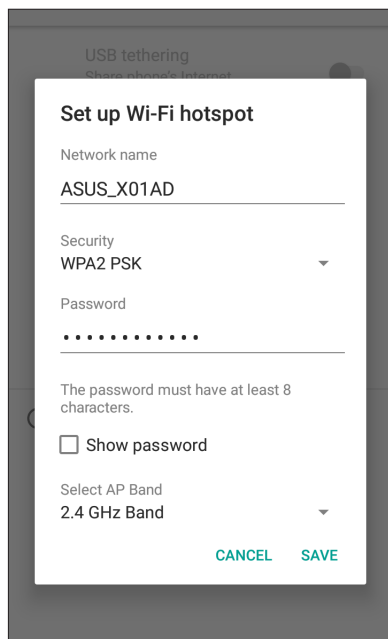 USB tethering
Share phone's Internet
Set up Wi-Fi hotspot
Network name
ASUS_X01AD
Security
WPA2 PSK
Password
••••••••••••
The password must have at least 8
characters.
Show password
Select AP Band
2.4 GHz Band
CANCEL SAVE